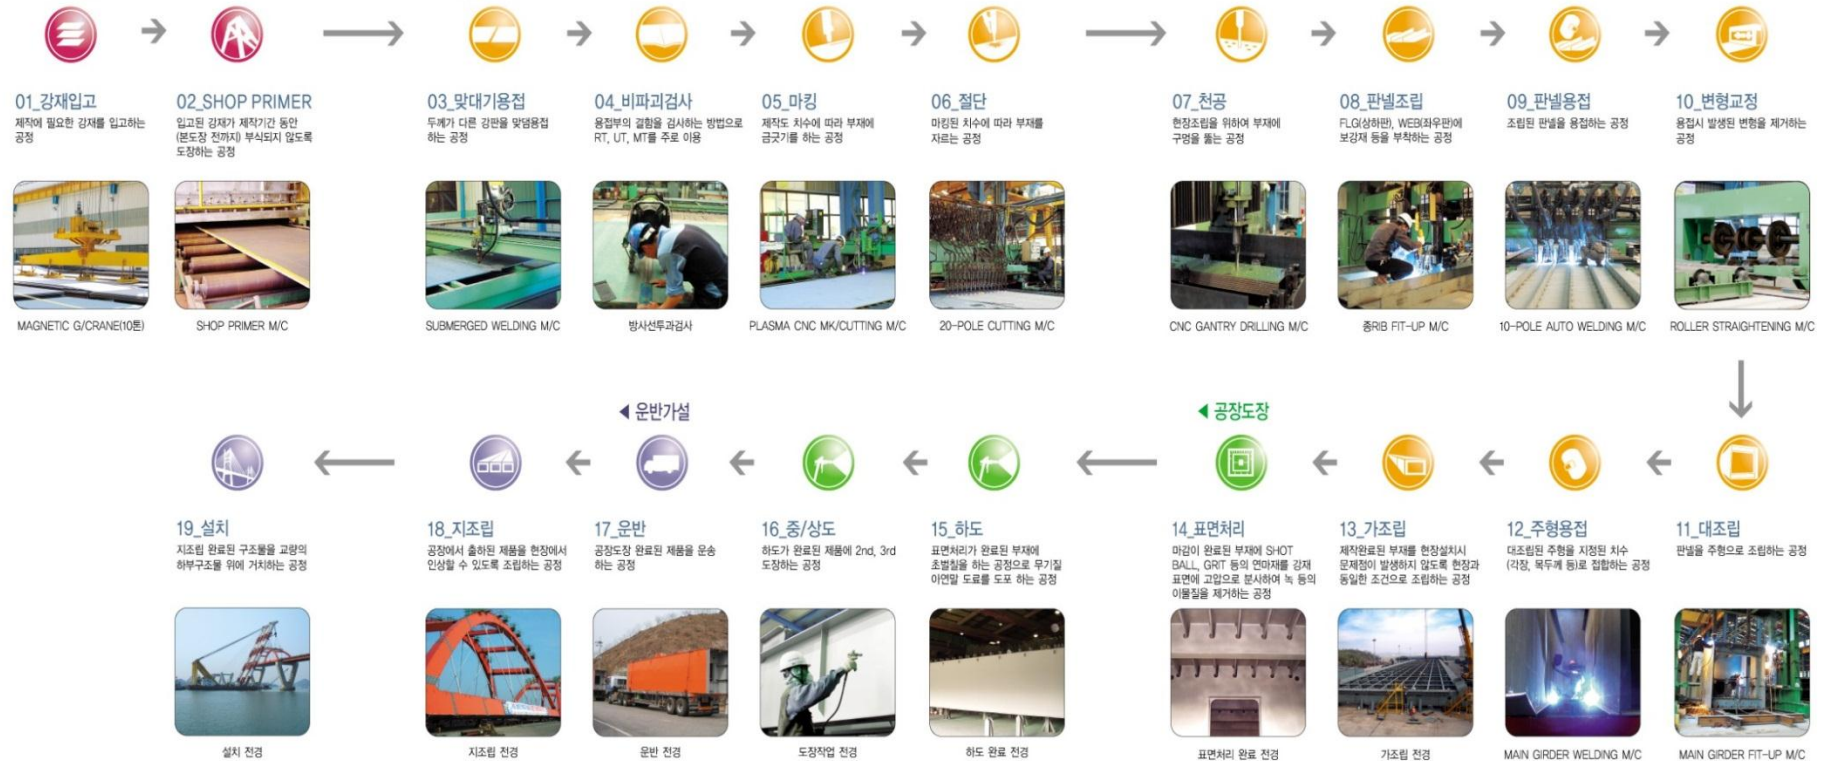 01_강재입고
제작에 필요한 강재를 입고하는
공정
MAGNETIC G/CRANE(10톤)
02_SHOP PRIMER
입고된 강재가 제작기간 동안
(본도장 전까지) 부식되지 않도록
도장하는 공정
SHOP PRIMER M/C
03_맞대기용접
두께가 다른 강판을 맞덤용접
하는 공정
SUBMERGED WELDING M/C
04_비파괴검사
용접부의 결함을 검사하는 방법으로
RT, UT, MT를 주로 이용
방사선투과검사
05_마킹
제작도 치수에 따라 부재에
금긋기를 하는 공정
PLASMA CNC MK/CUTTING M/C
06_절단
마킹된 치수에 따라 부재를
자르는 공정
20-POLE CUTTING M/C
07_천공
현장조립을 위하여 부재에
구멍을 뚫는 공정
CNC GANTRY DRILLING M/C
08_판넬조립
FLG(상하판), WEB(좌우판)에
보강재 등을 부착하는 공정
종RIB FIT-UP M/C
09_판넬용접
조립된 판넬을 용접하는 공정
10-POLE AUTO WELDING M/C
10_변형교정
용접시 발생된 변형을 제거하는
공정
ROLLER STRAIGHTENING M/C
◀ 공장도장
◀ 운반가설
11_대조립
판넬을 주형으로 조립하는 공정
MAIN GIRDER FIT-UP M/C
12_주형용접
대조립된 주형을 지정된 치수
(각장, 목두께 등)로 접합하는 공정
MAIN GIRDER WELDING M/C
13_가조립
제작완료된 부재를 현장설치시
문제점이 발생하지 않도록 현장과
동일한 조건으로 조립하는 공정
가조립 전경
14_표면처리
마감이 완료된 부재에 SHOT
BALL, GRIT 등의 연마재를 강재
표면에 고압으로 분사하여 녹 등의
이물질을 제거하는 공정
표면처리 완료 전경
15_하도
표면처리가 완료된 부재에
초벌칠을 하는 공정으로 무기질
아연말 도료를 도포 하는 공정
하도 완료 전경
16_중/상도
하도가 완료된 제품에 2nd, 3rd
도장하는 공정
도장작업 전경
17_운반
공장도장 완료된 제품을 운송
하는 공정
운반 전경
18_지조립
공장에서 출하된 제품을 현장에서
인상할 수 있도록 조립하는 공정
지조립 전경
19_설치
지조립 완료된 구조물을 교량의
하부구조물 위에 거치하는 공정
설치 전경